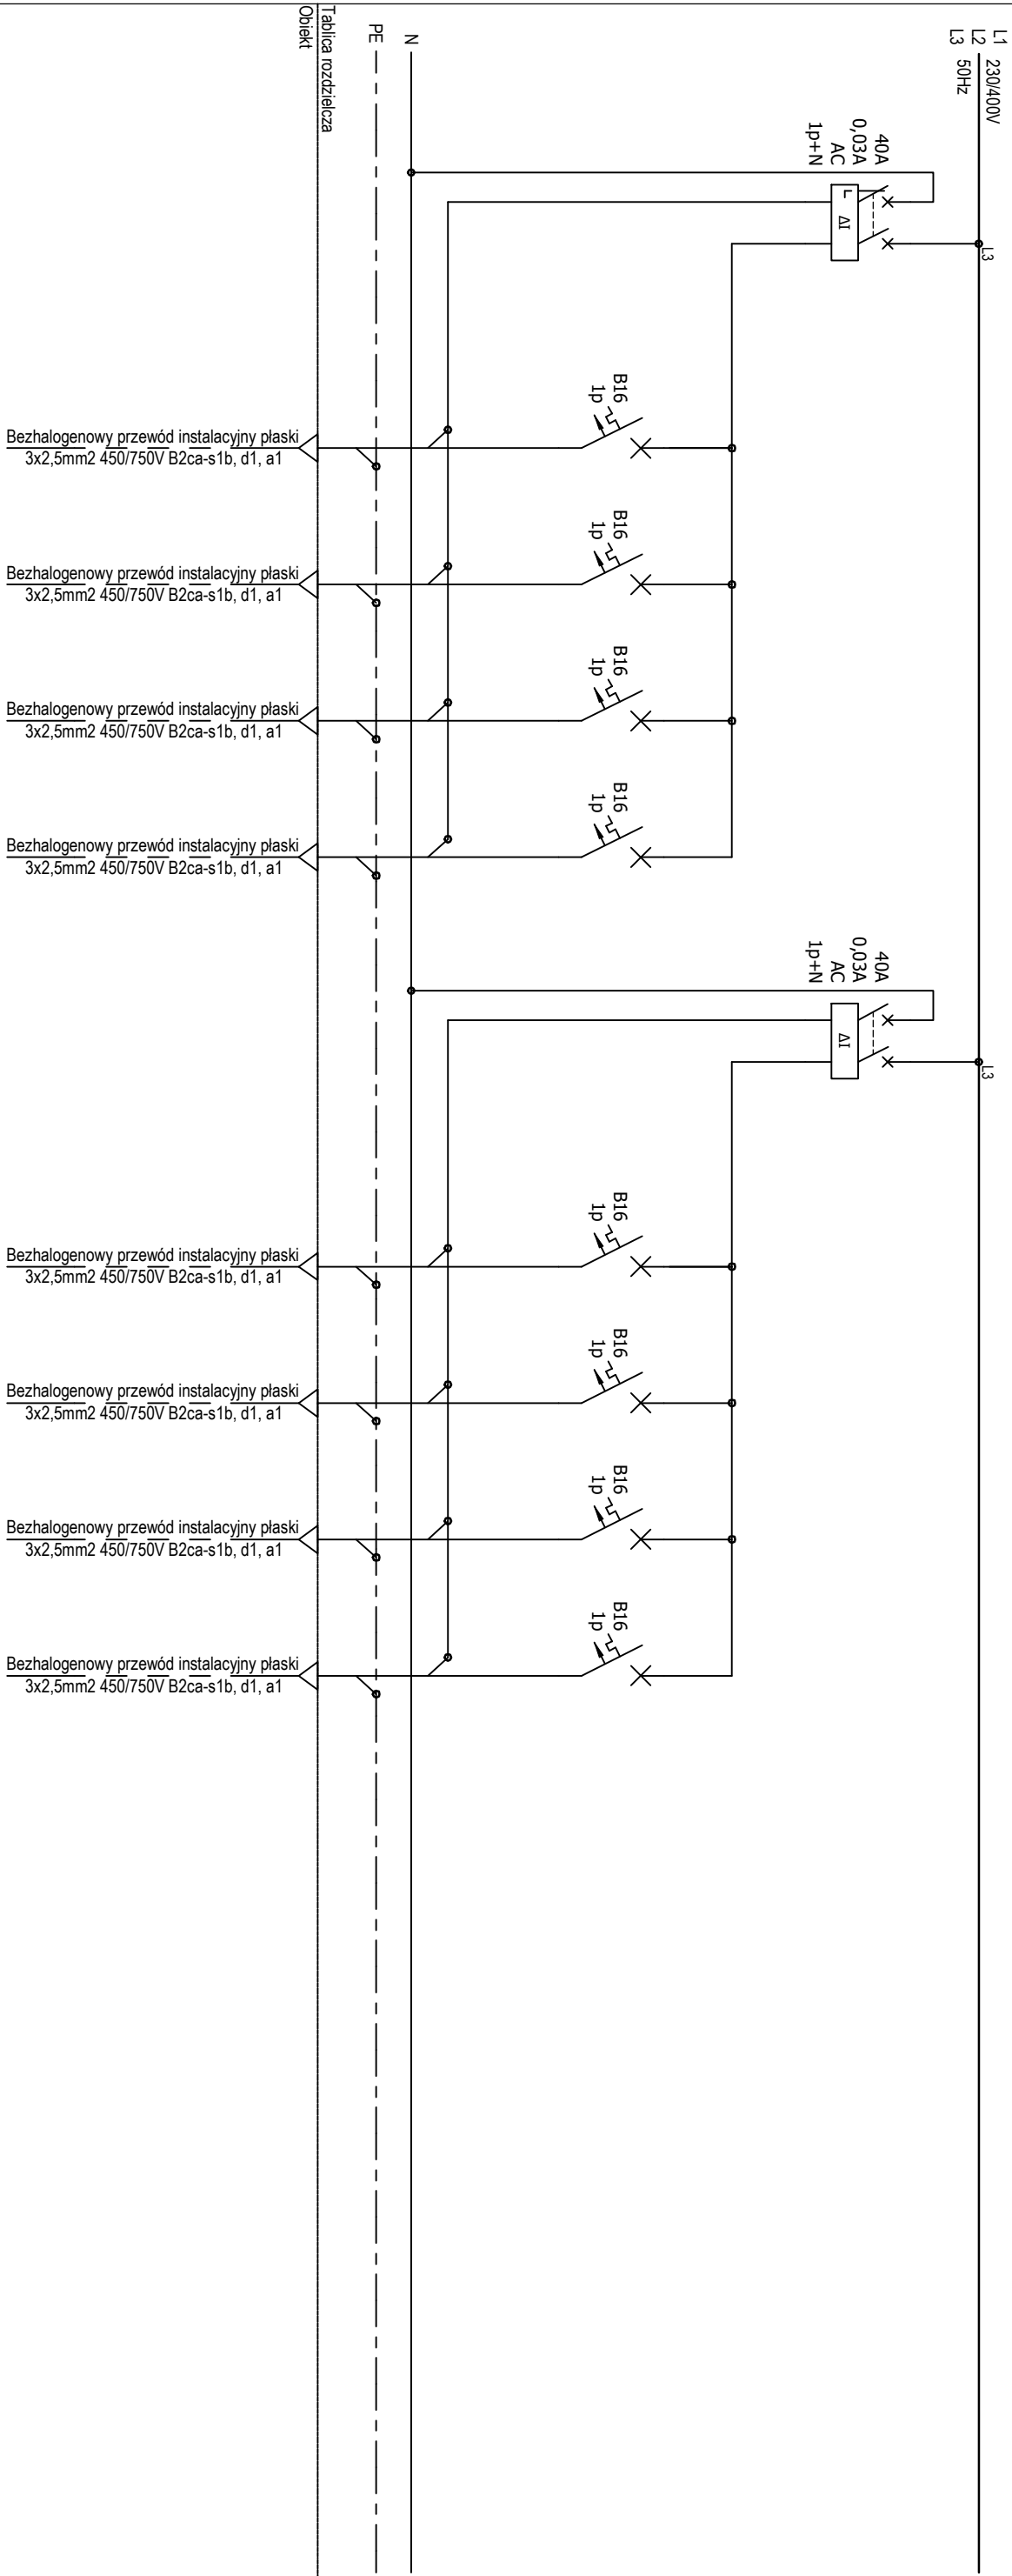 L1
L2
L3
230/400V
50Hz
L3
40A
0,03A
AC
1p+N
ΔI
B16
1p
B16
1p
B16
1p
B16
1p
L3
40A
0,03A
AC
1p+N
ΔI
B16
1p
B16
1p
B16
1p
B16
1p
N
PE
Tablica rozdzielcza
Obiekt
Bezhalogenowy przewód instalacyjny płaski
3x2,5mm2 450/750V B2ca-s1b, d1, a1
Bezhalogenowy przewód instalacyjny płaski
3x2,5mm2 450/750V B2ca-s1b, d1, a1
Bezhalogenowy przewód instalacyjny płaski
3x2,5mm2 450/750V B2ca-s1b, d1, a1
Bezhalogenowy przewód instalacyjny płaski
3x2,5mm2 450/750V B2ca-s1b, d1, a1
Bezhalogenowy przewód instalacyjny płaski
3x2,5mm2 450/750V B2ca-s1b, d1, a1
Bezhalogenowy przewód instalacyjny płaski
3x2,5mm2 450/750V B2ca-s1b, d1, a1
Bezhalogenowy przewód instalacyjny płaski
3x2,5mm2 450/750V B2ca-s1b, d1, a1
Bezhalogenowy przewód instalacyjny płaski
3x2,5mm2 450/750V B2ca-s1b, d1, a1